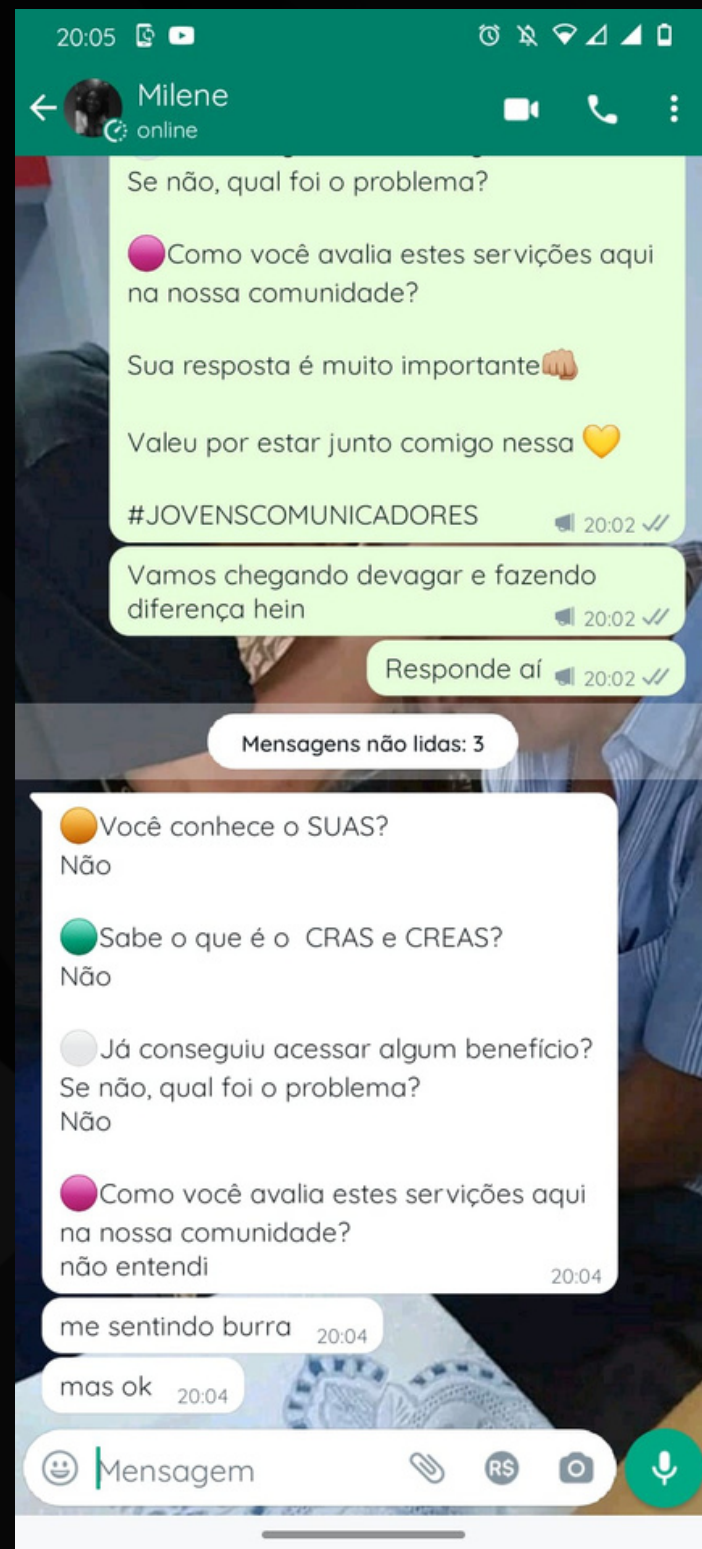 20:05
Milene
online
Se não, qual foi o problema?
Como você avalia estes servições aqui
na nossa comunidade?
Sua resposta é muito importante👊🏼
Valeu por estar junto comigo nessa 💛
#JOVENSCOMUNICADORES 20:02
Vamos chegando devagar e fazendo
diferença hein 20:02
Responde aí 20:02
Mensagens não lidas: 3
🟠Você conhece o SUAS?
Não
🟢Sabe o que é o CRAS e CREAS?
Não
⚪Já conseguiu acessar algum benefício?
Se não, qual foi o problema?
Não
Como você avalia estes servições aqui
na nossa comunidade?
não entendi 20:04
me sentindo burra 20:04
mas ok 20:04
Mensagem R$